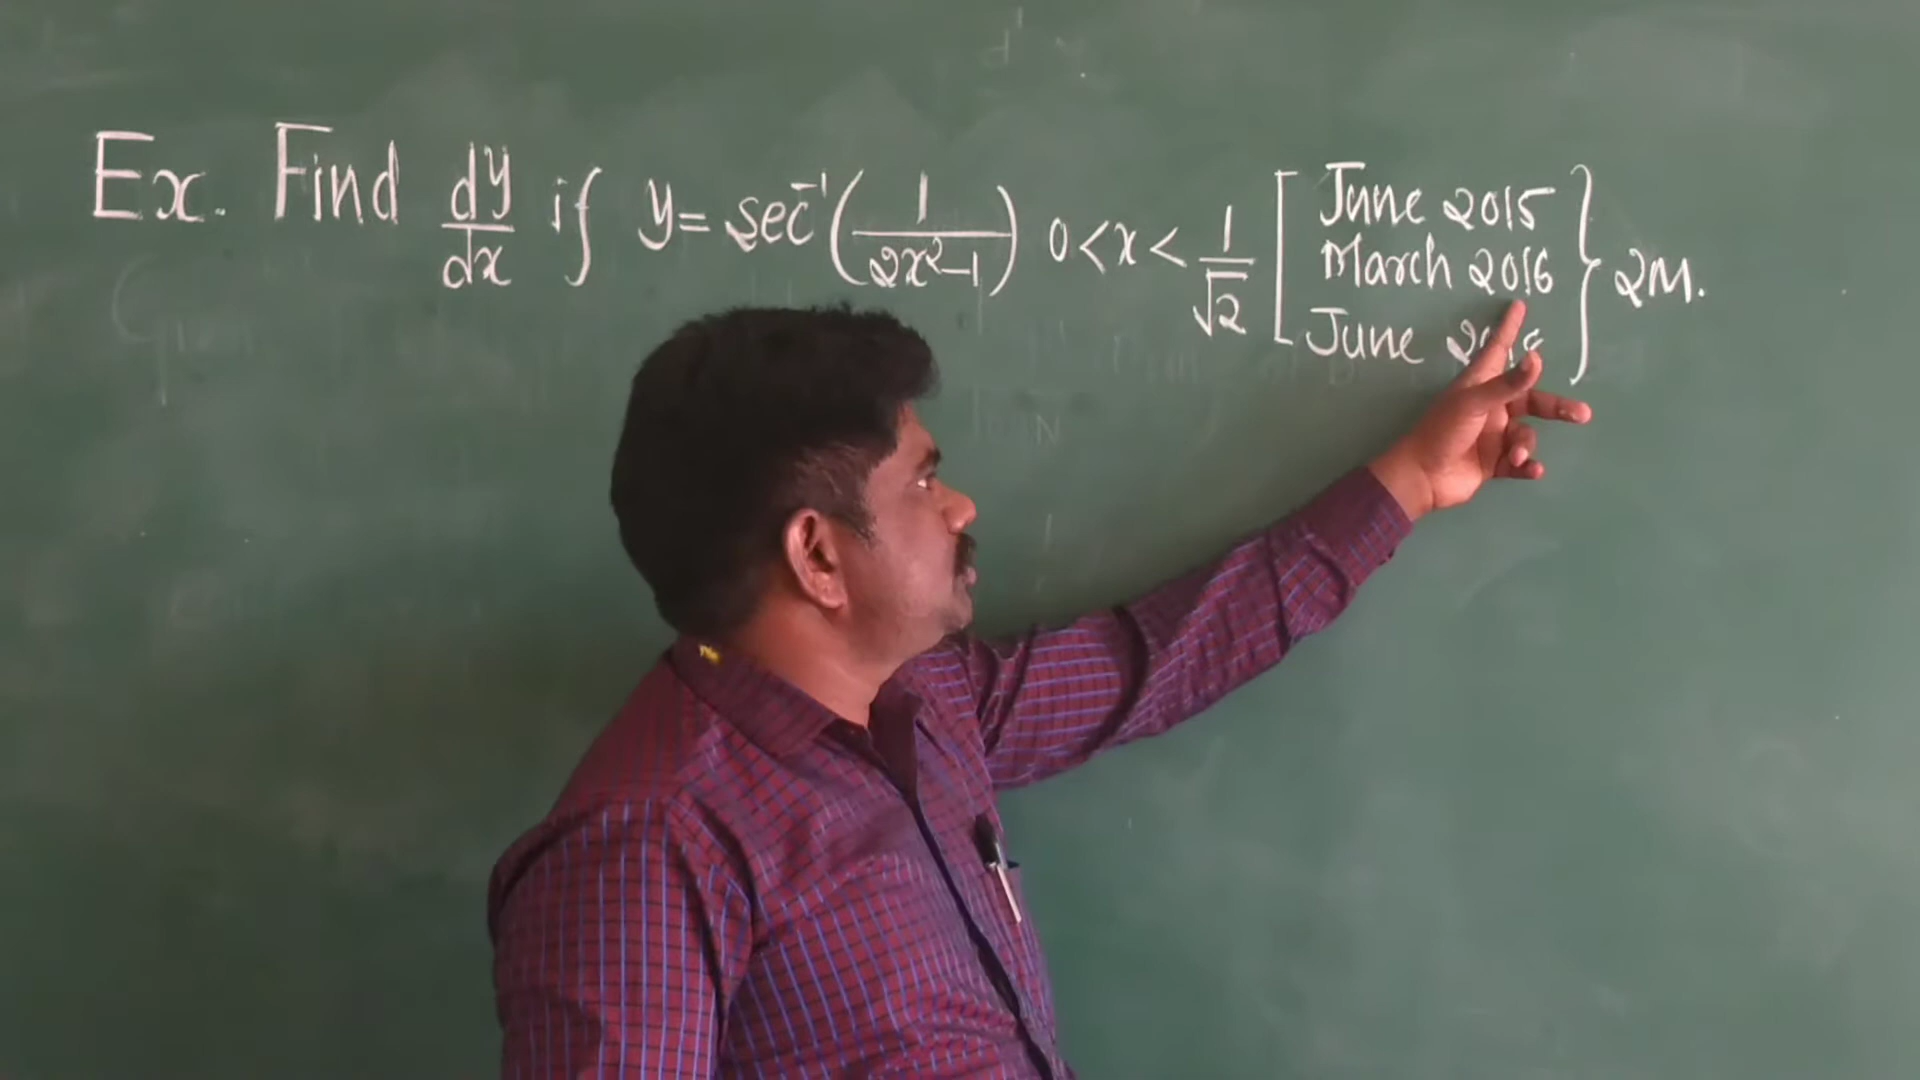 Ex. Find dy/dx if y = sec⁻¹(1/(2x²-1)) 0<x<1/√2 [ June 2015
March 2016
June } 2M.